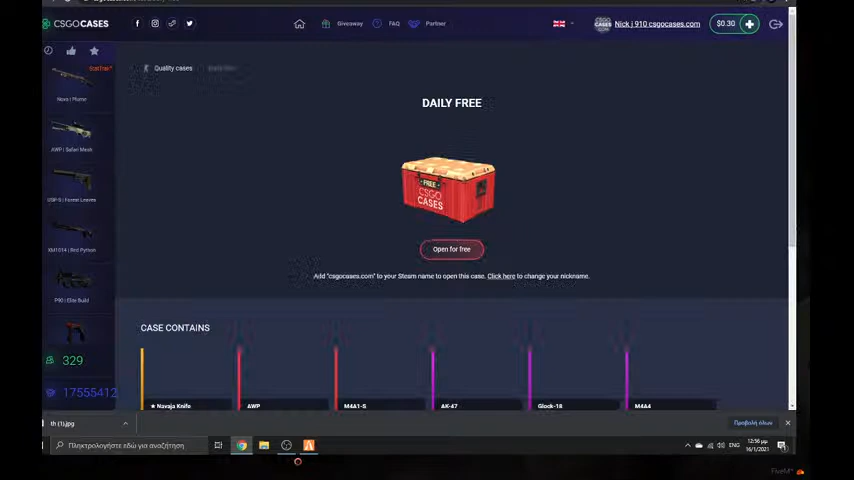 CSGOCASES
Giveaway
FAQ
Partner
Nick j 910 csgocases.com
$0.30
Quality cases
StatTrak™
Nova | Plume
AWP | Safari Mesh
USP-S | Forest Leaves
XM1014 | Red Python
P90 | Elite Build
329
17555412
DAILY FREE
FREE
CSGO
CASES
Open for free
Add "csgocases.com" to your Steam name to open this case. Click here to change your nickname.
CASE CONTAINS
★ Navaja Knife
AWP
M4A1-S
AK-47
Glock-18
M4A4
th (1).jpg
Προβολή όλων
Πληκτρολογήστε εδώ για αναζήτηση
ENG
12:56 μμ
16/1/2021
FiveM